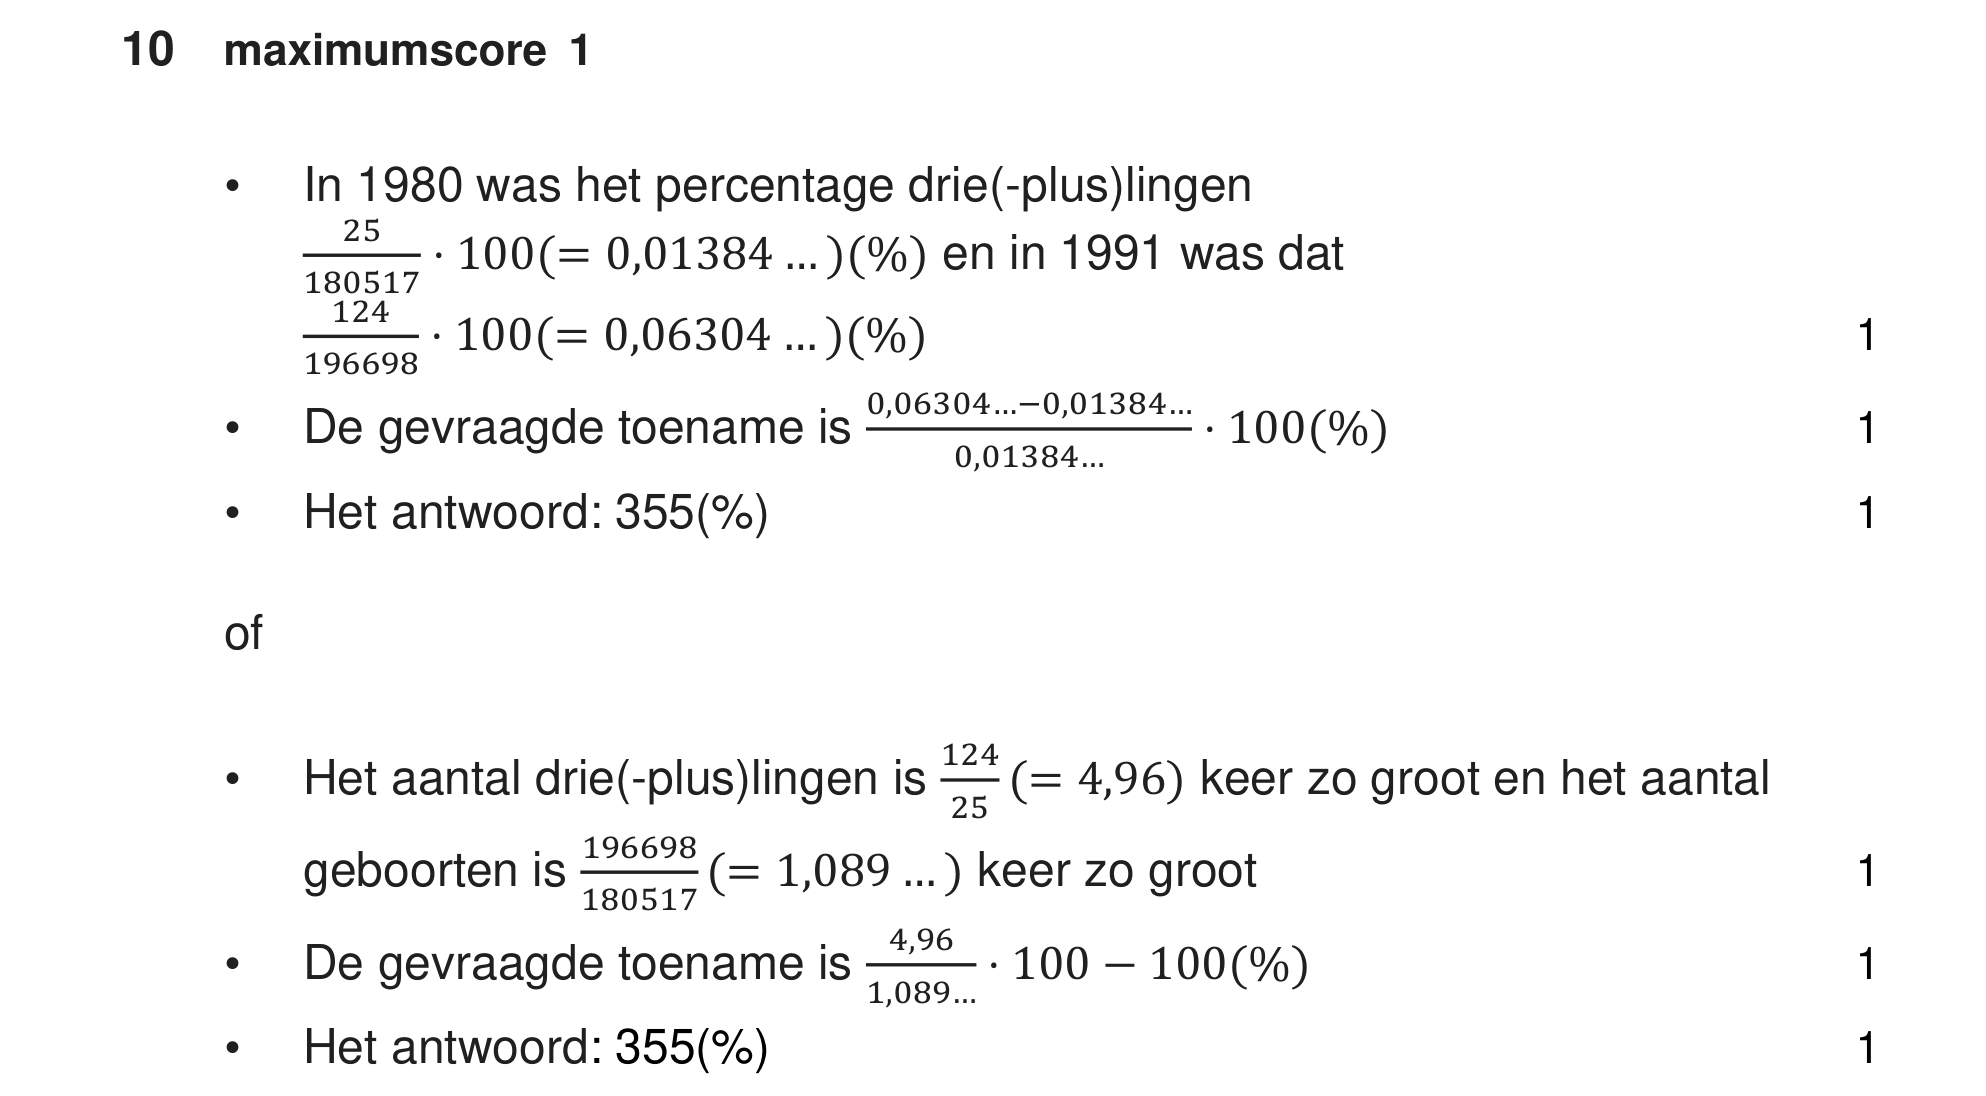 10 maximumscore 1
• In 1980 was het percentage drie(-plus)lingen
25/180517 · 100(= 0,01384 ...)(%) en in 1991 was dat
124/196698 · 100(= 0,06304 ...)(%) 1
• De gevraagde toename is 0,06304...−0,01384.../0,01384... · 100(%) 1
• Het antwoord: 355(%) 1
of
• Het aantal drie(-plus)lingen is 124/25 (= 4,96) keer zo groot en het aantal
geboorten is 196698/180517 (= 1,089 ...) keer zo groot 1
• De gevraagde toename is 4,96/1,089... · 100 − 100(%) 1
• Het antwoord: 355(%) 1